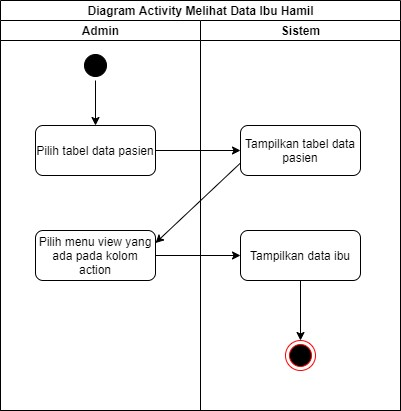 Diagram Activity Melihat Data Ibu Hamil
Admin
Sistem
Pilih tabel data pasien
Tampilkan tabel data
pasien
Pilih menu view yang
ada pada kolom
action
Tampilkan data ibu